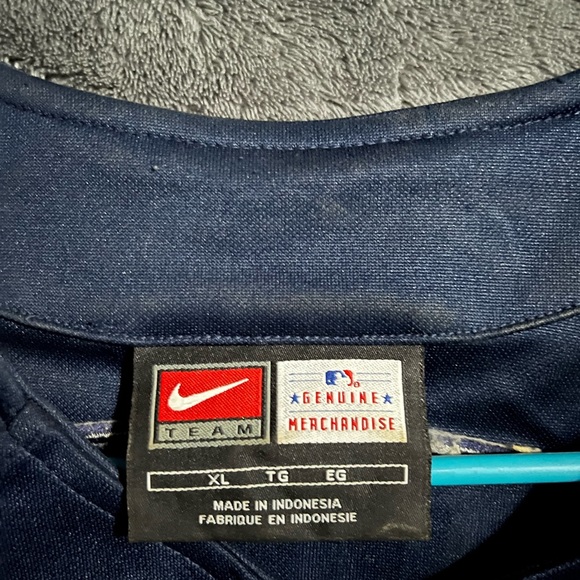 TEAM
GENUINE
MERCHANDISE
XL TG EG
MADE IN INDONESIA
FABRIQUE EN INDONESIE